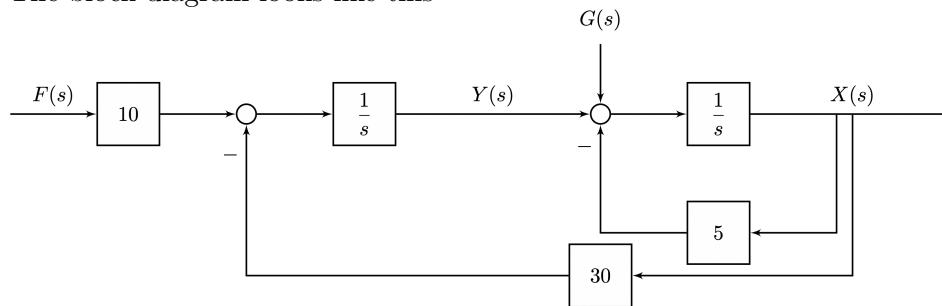 The block diagram looks like this
G(s)
F(s)
10
1
s
Y(s)
1
s
X(s)
−
−
5
30